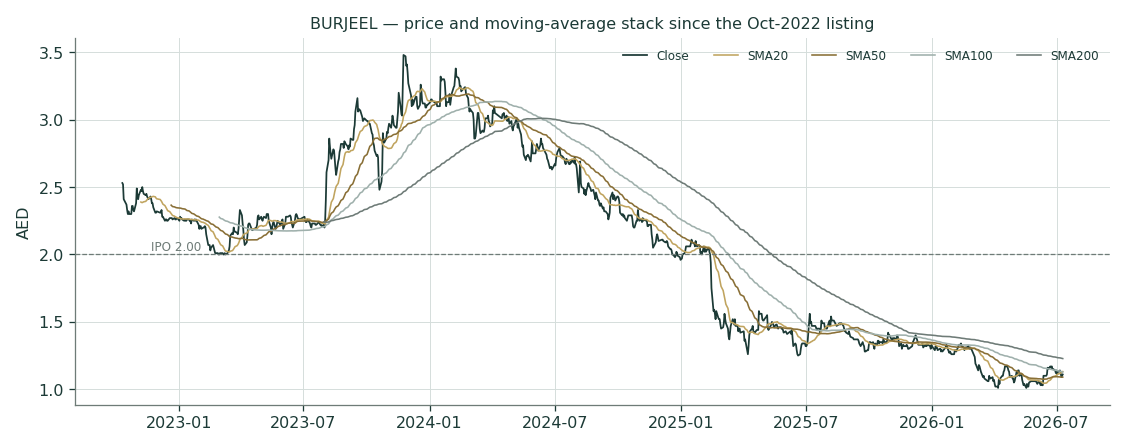 BURJEEL — price and moving-average stack since the Oct-2022 listing
Close SMA20 SMA50 SMA100 SMA200
AED
3.5
3.0
2.5
2.0
1.5
1.0
IPO 2.00
2023-01 2023-07 2024-01 2024-07 2025-01 2025-07 2026-01 2026-07